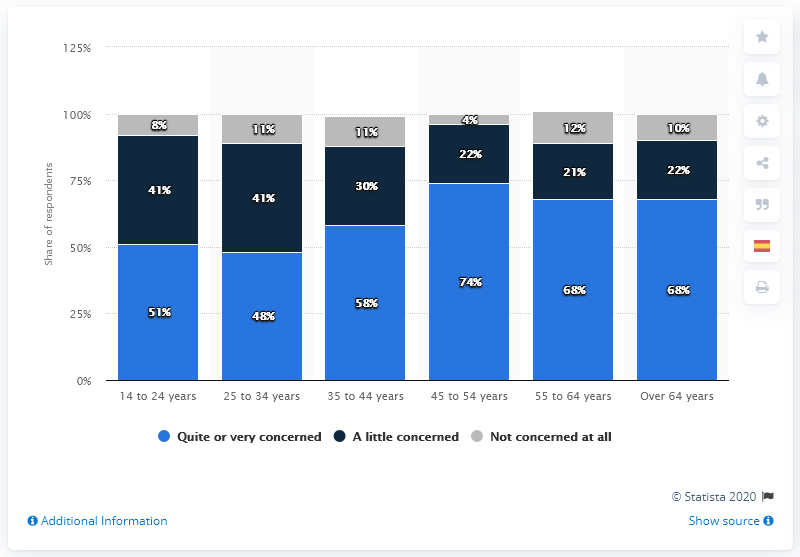 125%
100%
75%
50%
25%
0%
Share of respondents
8% 11% 11% 4% 12% 10%
41% 41% 30% 22% 21% 22%
51% 48% 58% 74% 68% 68%
14 to 24 years 25 to 34 years 35 to 44 years 45 to 54 years 55 to 64 years Over 64 years
Quite or very concerned A little concerned Not concerned at all
© Statista 2020
Additional Information Show source